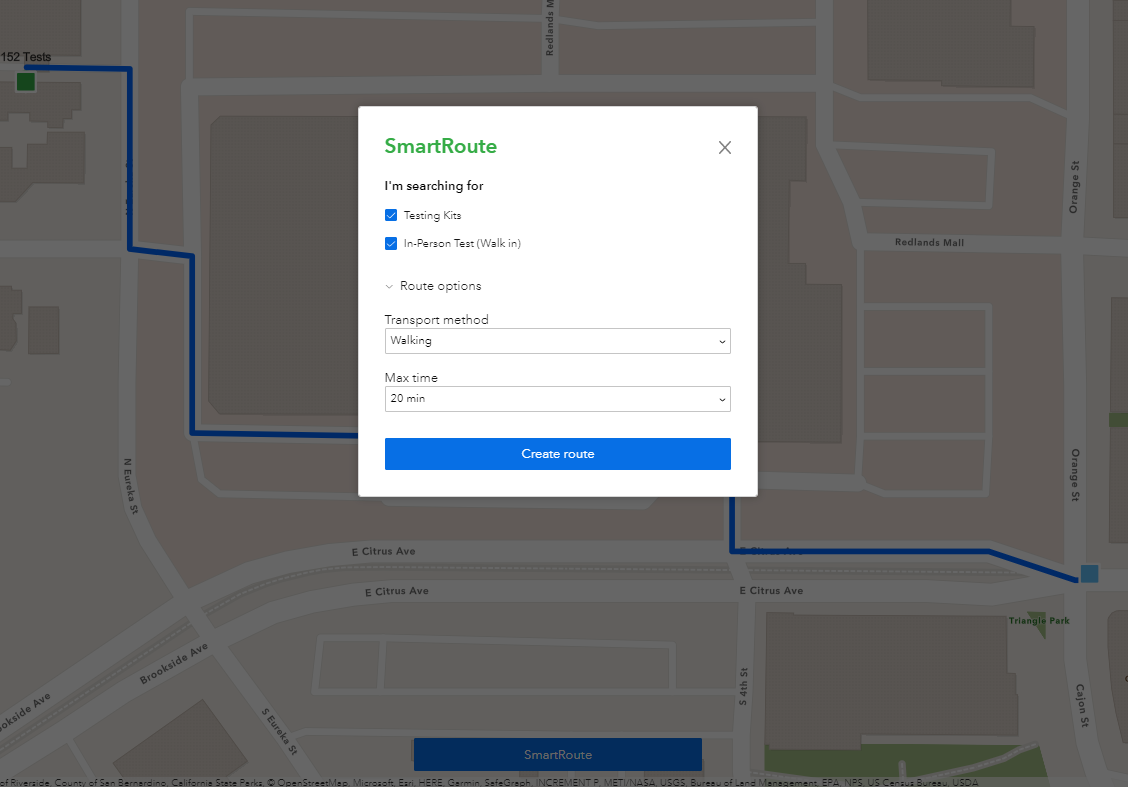 Redlands M
152 Tests
SmartRoute
I'm searching for
Testing Kits
In-Person Test (Walk in)
Orange St
Redlands Mall
Route options
Transport method
Walking
Max time
20 min
Create route
N Eureka St
Orange St
E Citrus Ave
E Citrus Ave
E Citrus Ave
E Citrus Ave
Triangle Park
Brookside Ave
ookside Ave
S 4th St
Cajon St
S Eureka St
SmartRoute
of Riverside, County of San Bernardino, California State Parks, © OpenStreetMap, Microsoft, Esri, HERE, Garmin, SafeGraph, INCREMENT P, METI/NASA, USGS, Bureau of Land Management, EPA, NPS, US Census Bureau, USDA